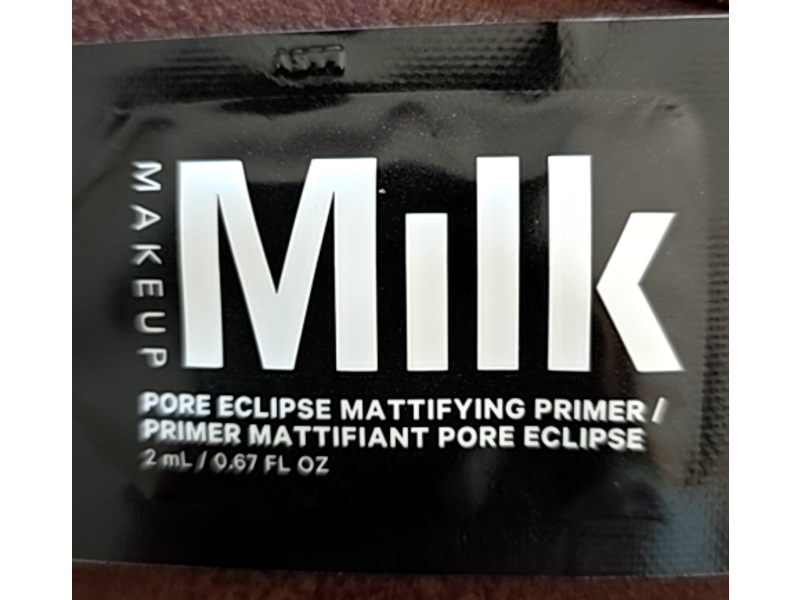 MAKEUP
Milk
PORE ECLIPSE MATTIFYING PRIMER /
PRIMER MATTIFIANT PORE ECLIPSE
2 mL / 0.67 FL OZ